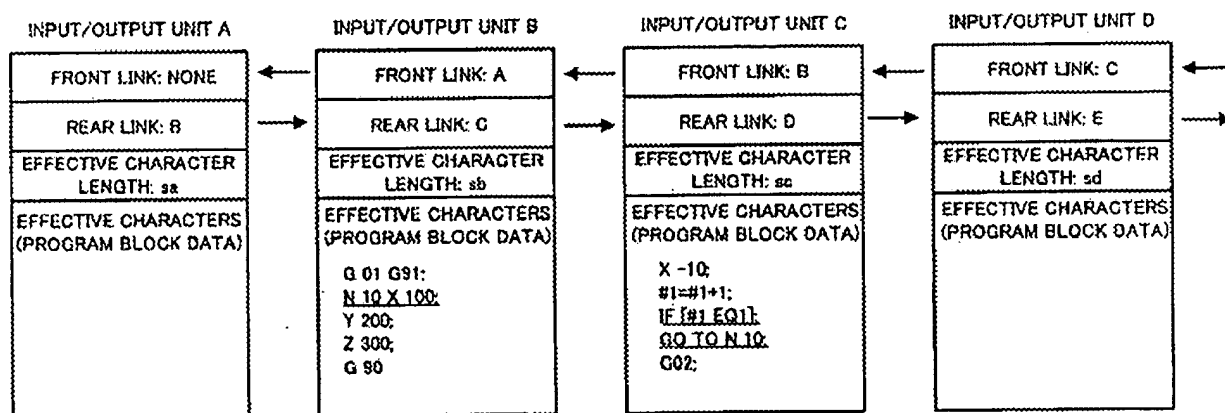 INPUT/OUTPUT UNIT A
FRONT LINK: NONE
REAR LINK: B
EFFECTIVE CHARACTER
LENGTH: sa
EFFECTIVE CHARACTERS
(PROGRAM BLOCK DATA)
INPUT/OUTPUT UNIT B
FRONT LINK: A
REAR LINK: C
EFFECTIVE CHARACTER
LENGTH: sb
EFFECTIVE CHARACTERS
(PROGRAM BLOCK DATA)
G 01 G91;
N 10 X 100;
Y 200;
Z 300;
G 90
INPUT/OUTPUT UNIT C
FRONT LINK: B
REAR LINK: D
EFFECTIVE CHARACTER
LENGTH: sc
EFFECTIVE CHARACTERS
(PROGRAM BLOCK DATA)
X -10;
#1=#1+1;
IF [#1 EQ1];
GO TO N 10;
G02;
INPUT/OUTPUT UNIT D
FRONT LINK: C
REAR LINK: E
EFFECTIVE CHARACTER
LENGTH: sd
EFFECTIVE CHARACTERS
(PROGRAM BLOCK DATA)